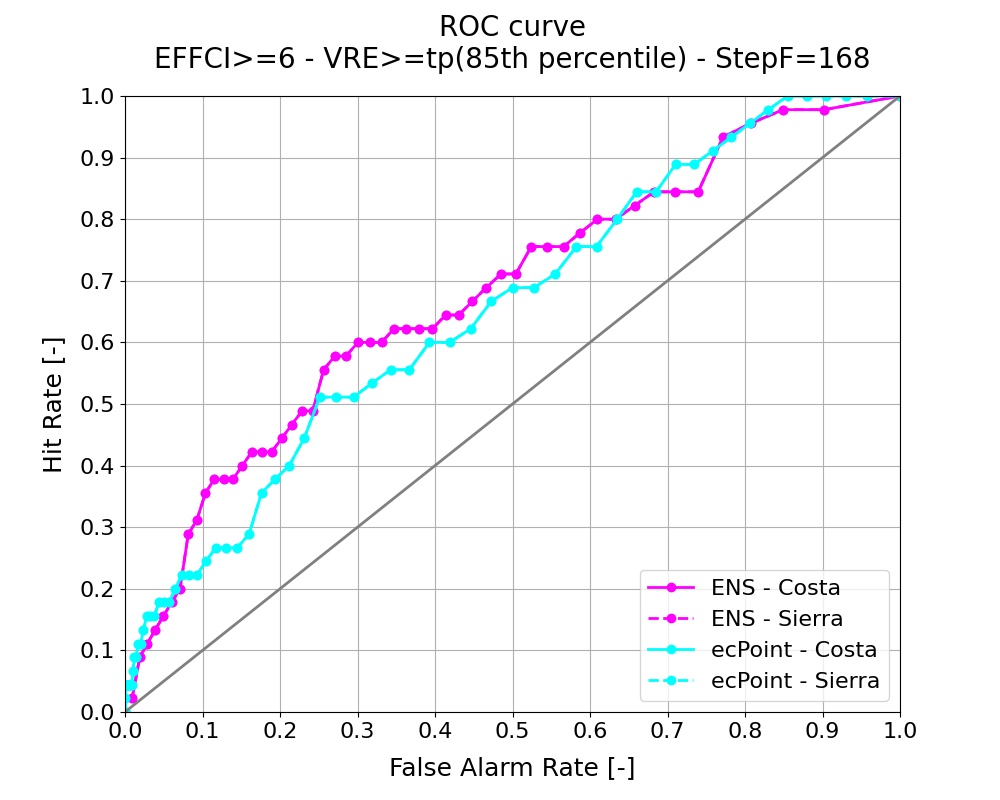 ROC curve
EFFCI>=6 - VRE>=tp(85th percentile) - StepF=168
1.0
0.9
0.8
0.7
0.6
0.5
0.4
0.3
0.2
0.1
0.0
Hit Rate [-]
ENS - Costa
ENS - Sierra
ecPoint - Costa
ecPoint - Sierra
0.0 0.1 0.2 0.3 0.4 0.5 0.6 0.7 0.8 0.9 1.0
False Alarm Rate [-]